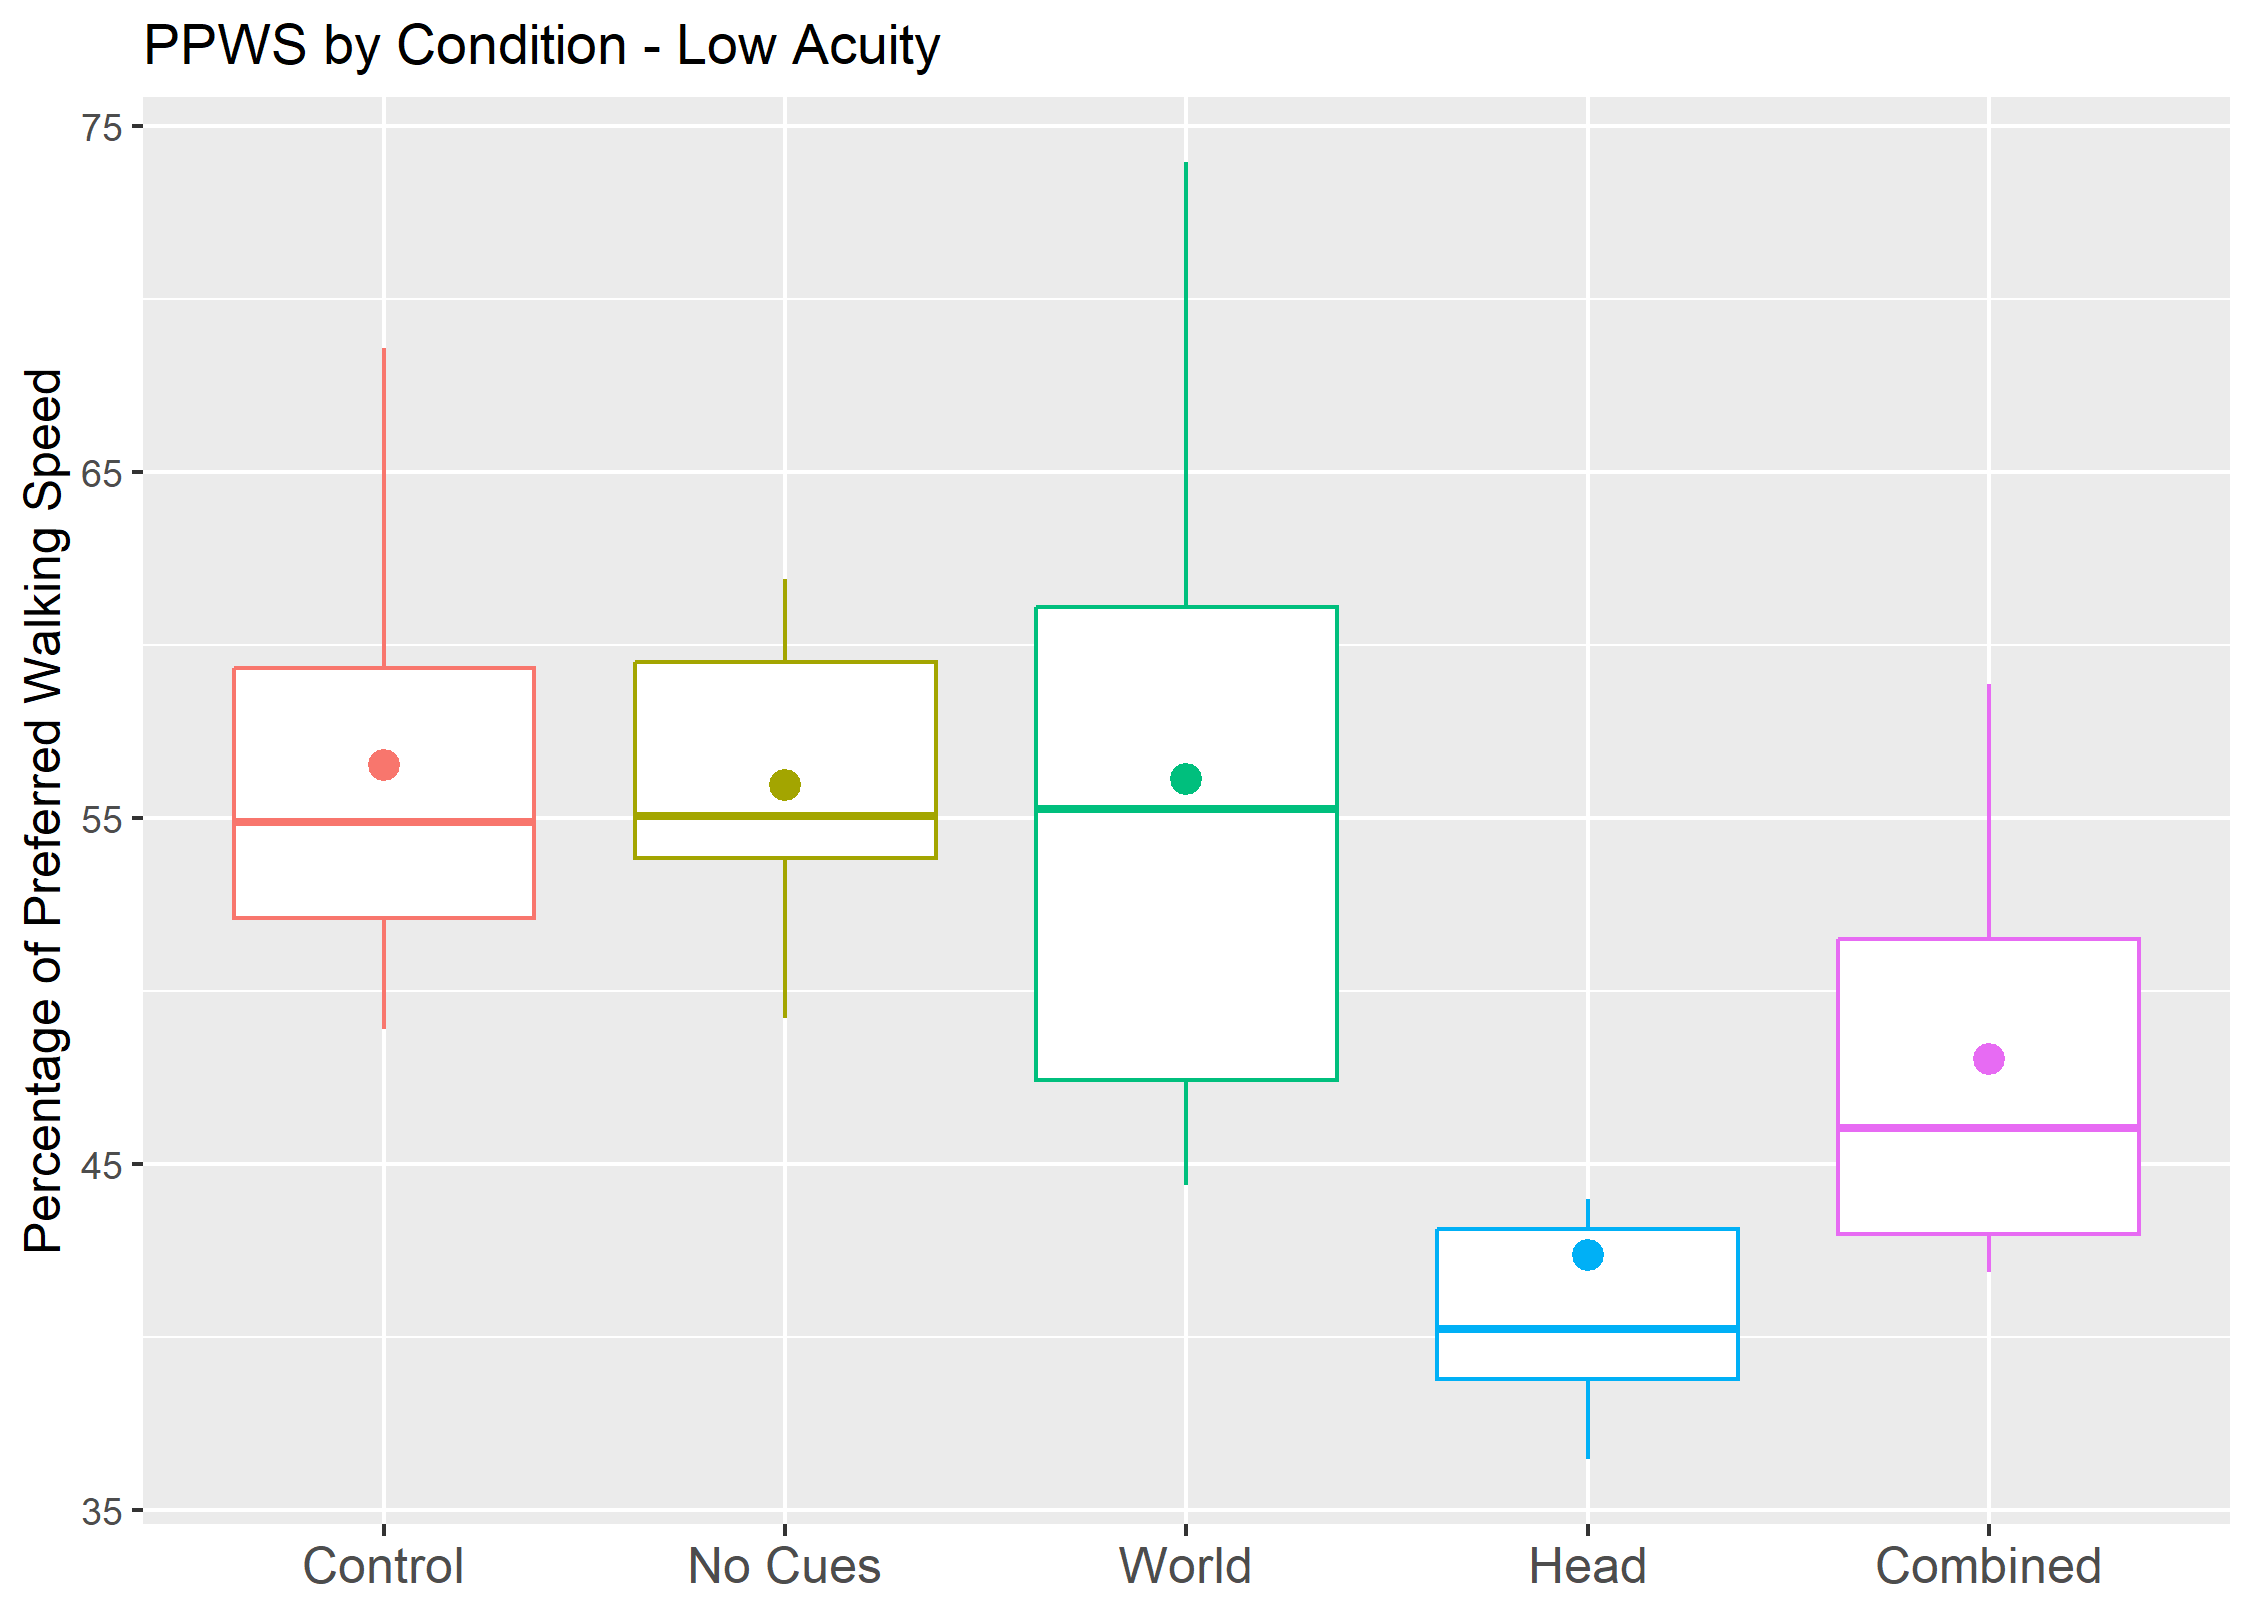 PPWS by Condition - Low Acuity
Percentage of Preferred Walking Speed
75
65
55
45
35
Control
No Cues
World
Head
Combined